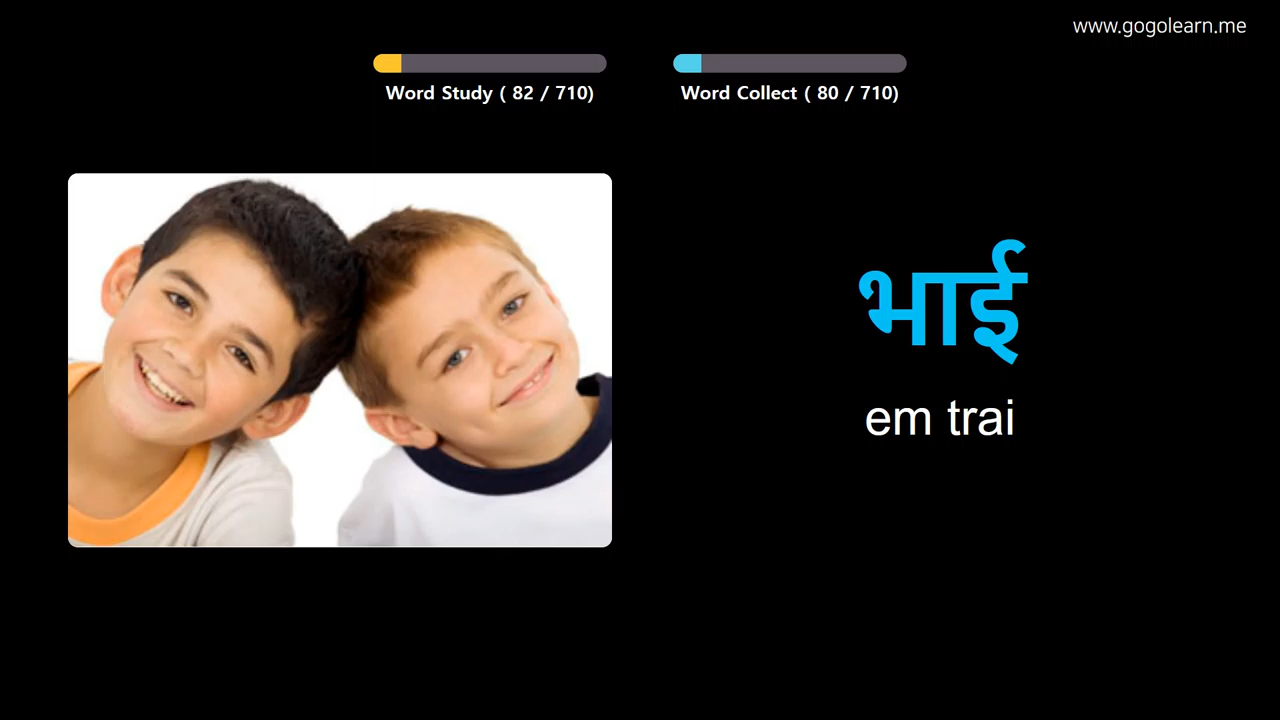 www.gogolearn.me
Word Study ( 82 / 710)
Word Collect ( 80 / 710)
भाई
em trai